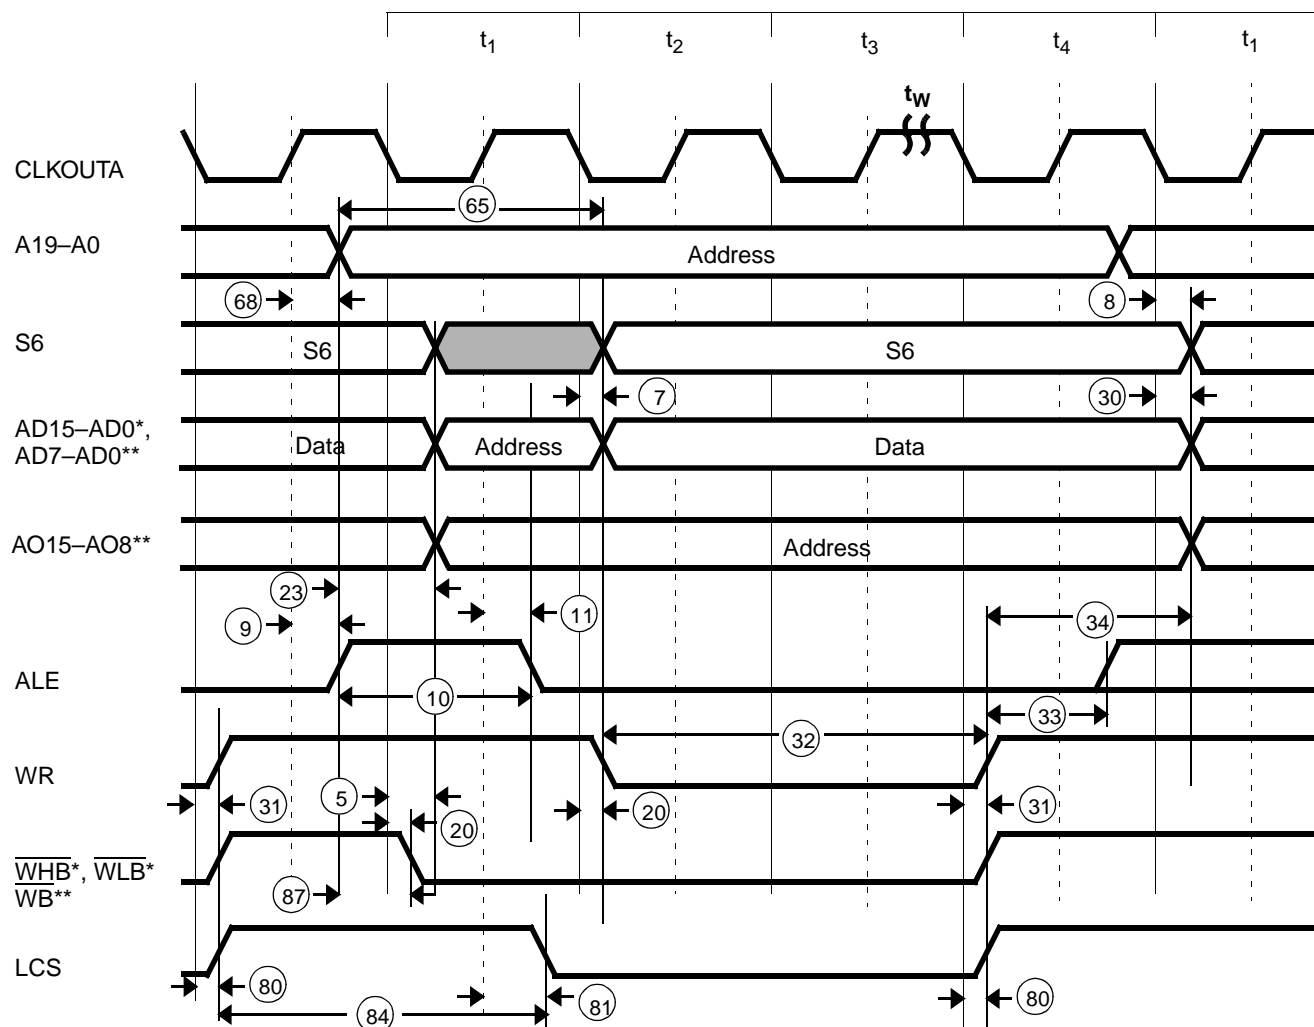 t1 t2 t3 t4 t1
tW
CLKOUTA
65
A19–A0
Address
68
8
S6
S6
S6
7
30
AD15–AD0*,
AD7–AD0**
Data
Address
Data
AO15–AO8**
Address
23
9
11
34
ALE
10
33
32
WR
31
5
20
20
31
WHB*, WLB*
WB**
87
LCS
80
84
81
80